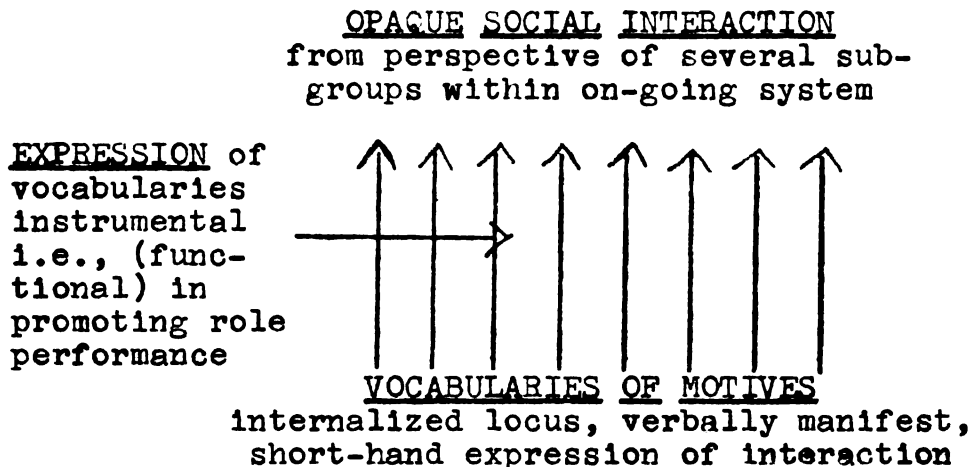 OPAQUE SOCIAL INTERACTION
from perspective of several sub-
groups within on-going system
EXPRESSION of
vocabularies
instrumental
i.e., (func-
tional) in
promoting role
performance
VOCABULARIES OF MOTIVES
internalized locus, verbally manifest,
short-hand expression of interaction